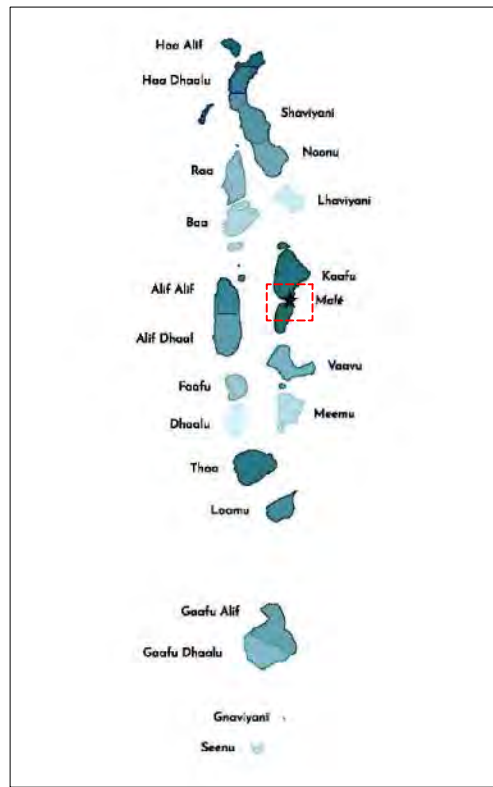 Haa Alif
Haa Dhaalu
Shaviyani
Noonu
Raa
Lhaviyani
Baa
Kaafu
Alif Alif
Malé
Alif Dhaal
Vaavu
Faafu
Meemu
Dhaalu
Thaa
Laamu
Gaafu Alif
Gaafu Dhaalu
Gnaviyani
Seenu